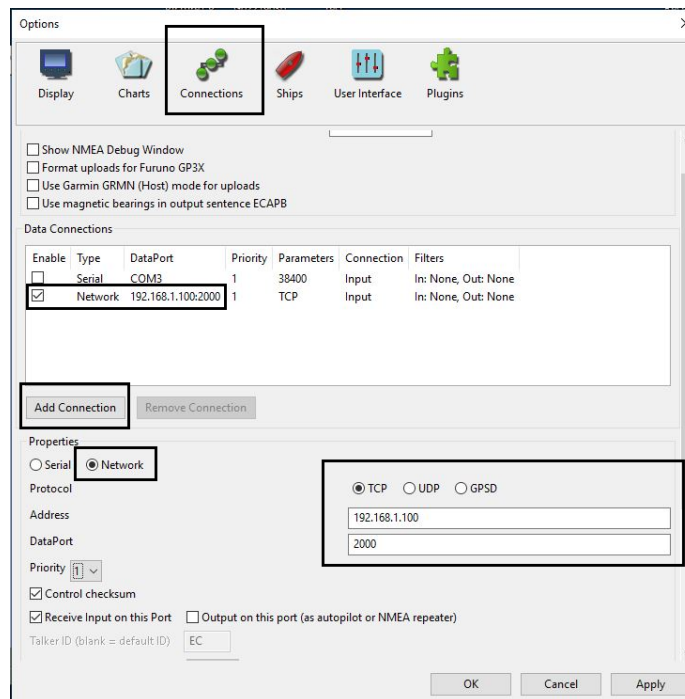 Options
Display Charts Connections Ships User Interface Plugins
Show NMEA Debug Window
Format uploads for Furuno GP3X
Use Garmin GRMN (Host) mode for uploads
Use magnetic bearings in output sentence ECAPB
Data Connections
Enable Type DataPort Priority Parameters Connection Filters
Serial COM3 1 38400 Input In: None, Out: None
Network 192.168.1.100:2000 1 TCP Input In: None, Out: None
Add Connection Remove Connection
Properties
Serial Network
Protocol TCP UDP GPSD
Address 192.168.1.100
DataPort 2000
Priority 1
Control checksum
Receive Input on this Port Output on this port (as autopilot or NMEA repeater)
Talker ID (blank = default ID) EC
OK Cancel Apply